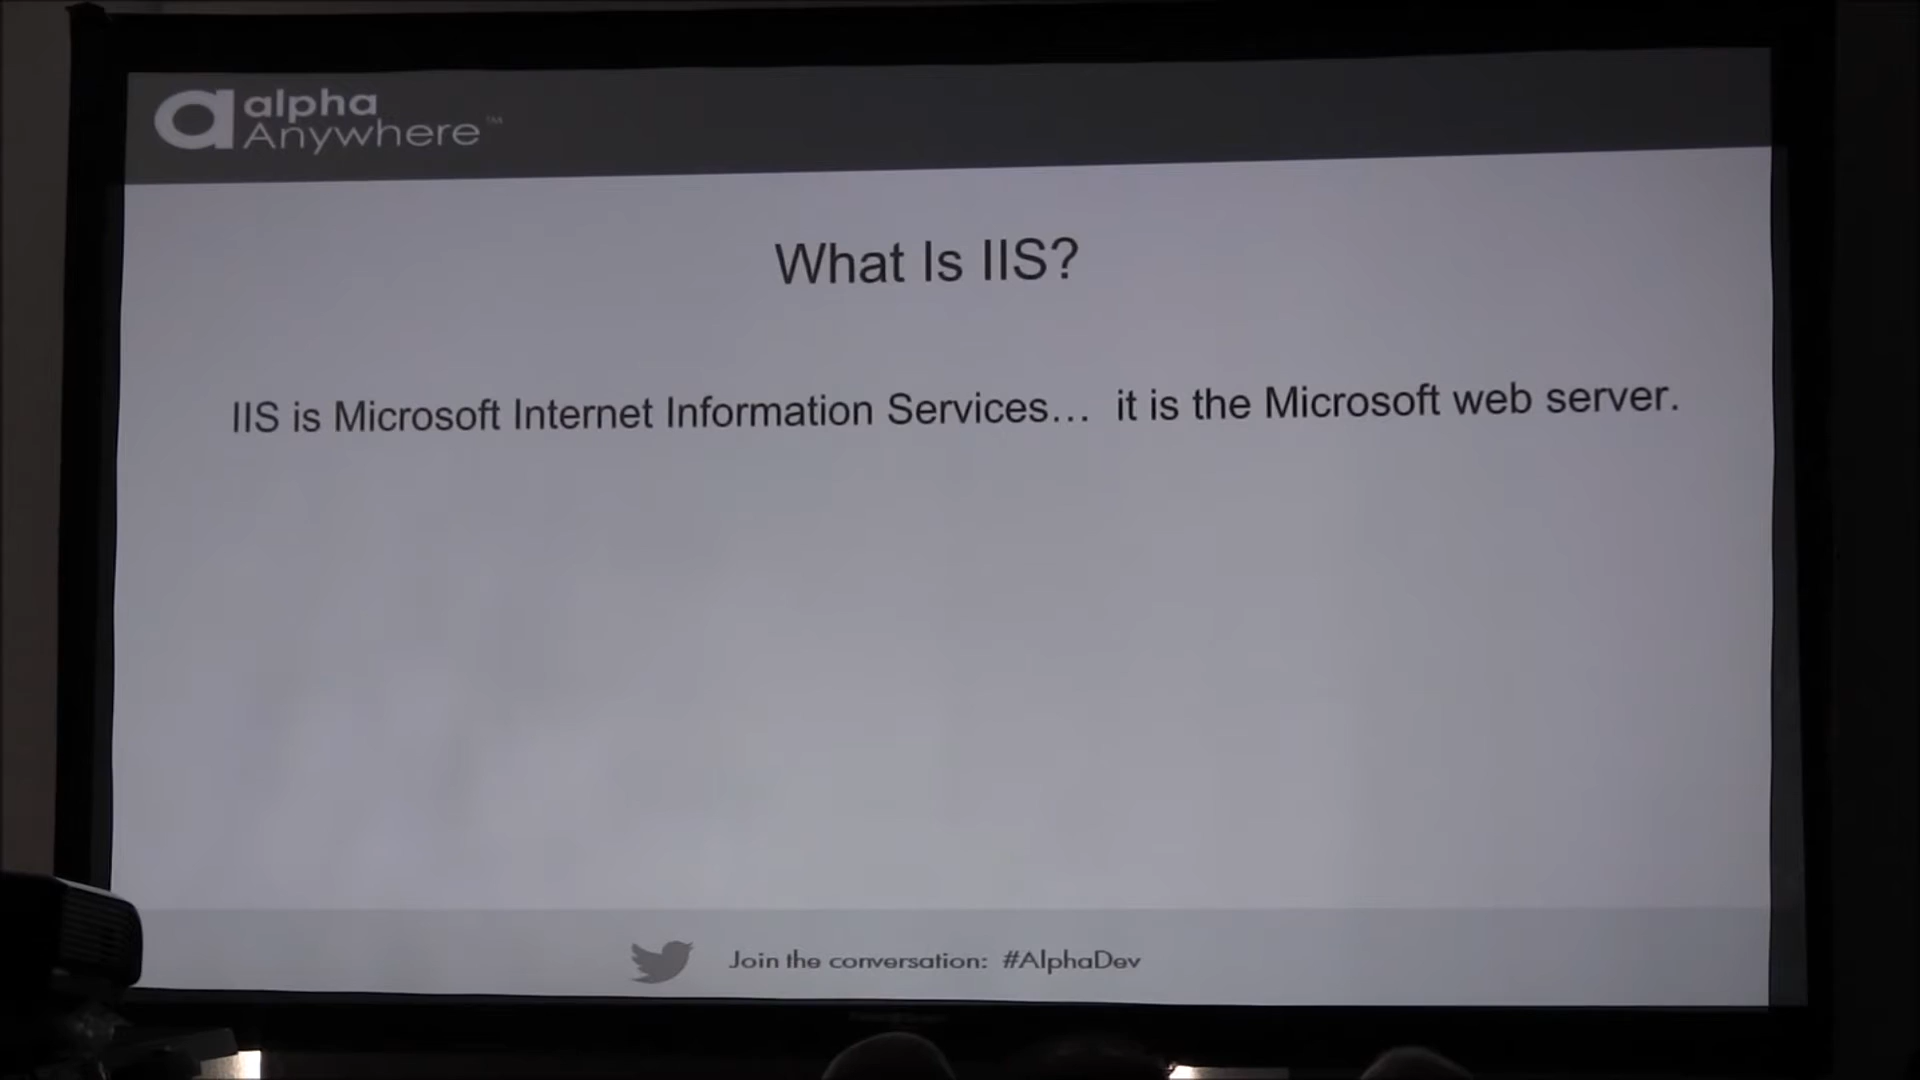 alpha
Anywhere™
What Is IIS?
IIS is Microsoft Internet Information Services... it is the Microsoft web server.
Join the conversation: #AlphaDev